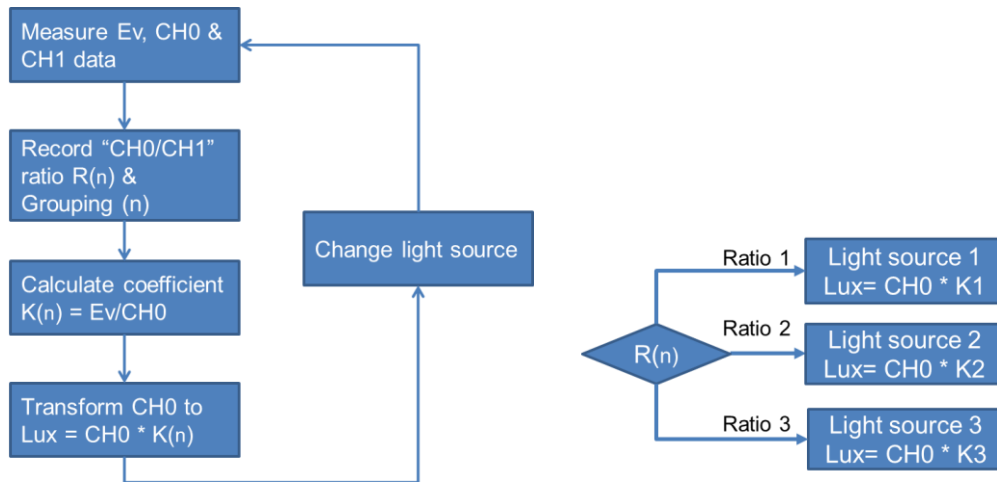 Measure Ev, CH0 &
CH1 data
Record “CH0/CH1”
ratio R(n) &
Grouping (n)
Calculate coefficient
K(n) = Ev/CH0
Transform CH0 to
Lux = CH0 * K(n)
Change light source
R(n)
Ratio 1
Light source 1
Lux= CH0 * K1
Ratio 2
Light source 2
Lux= CH0 * K2
Ratio 3
Light source 3
Lux= CH0 * K3